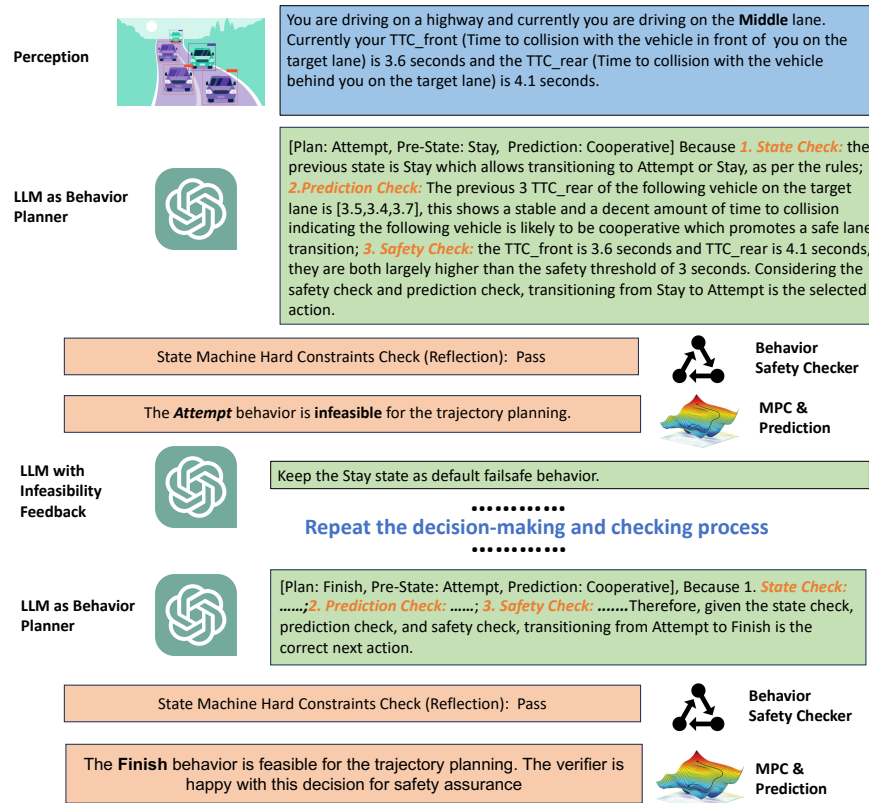 You are driving on a highway and currently you are driving on the Middle lane.
Currently your TTC_front (Time to collision with the vehicle in front of you on the
target lane) is 3.6 seconds and the TTC_rear (Time to collision with the vehicle
behind you on the target lane) is 4.1 seconds.
Perception
[Plan: Attempt, Pre-State: Stay, Prediction: Cooperative] Because 1. State Check: the
previous state is Stay which allows transitioning to Attempt or Stay, as per the rules;
2.Prediction Check: The previous 3 TTC_rear of the following vehicle on the target
lane is [3.5,3.4,3.7], this shows a stable and a decent amount of time to collision
indicating the following vehicle is likely to be cooperative which promotes a safe lane
transition; 3. Safety Check: the TTC_front is 3.6 seconds and TTC_rear is 4.1 seconds,
they are both largely higher than the safety threshold of 3 seconds. Considering the
safety check and prediction check, transitioning from Stay to Attempt is the selected
action.
LLM as Behavior
Planner
State Machine Hard Constraints Check (Reflection): Pass
Behavior
Safety Checker
The Attempt behavior is infeasible for the trajectory planning.
MPC &
Prediction
LLM with
Infeasibility
Feedback
Keep the Stay state as default failsafe behavior.
............
Repeat the decision-making and checking process
............
LLM as Behavior
Planner
[Plan: Finish, Pre-State: Attempt, Prediction: Cooperative], Because 1. State Check:
......;2. Prediction Check: ......; 3. Safety Check: .......Therefore, given the state check,
prediction check, and safety check, transitioning from Attempt to Finish is the
correct next action.
State Machine Hard Constraints Check (Reflection): Pass
Behavior
Safety Checker
The Finish behavior is feasible for the trajectory planning. The verifier is
happy with this decision for safety assurance
MPC &
Prediction